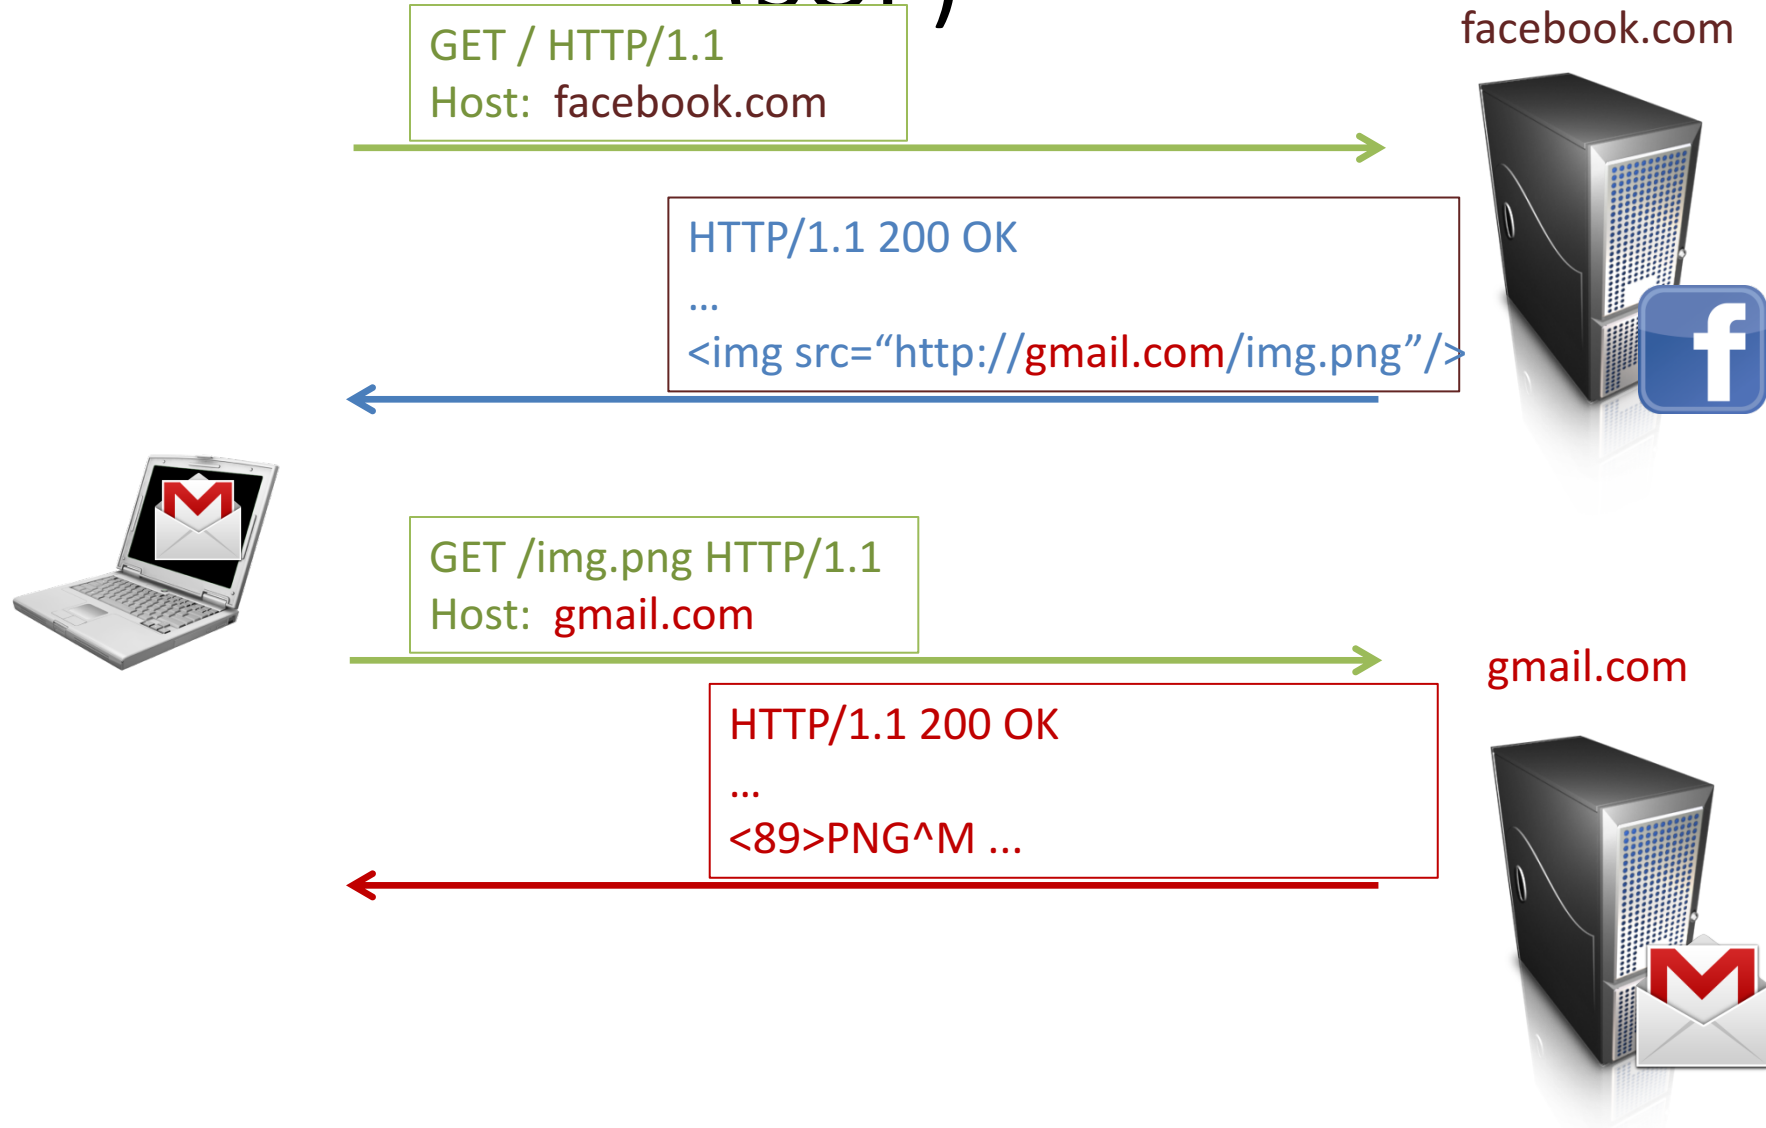 GET / HTTP/1.1
Host: facebook.com
facebook.com
HTTP/1.1 200 OK
...
<img src=“http://gmail.com/img.png”/>
GET /img.png HTTP/1.1
Host: gmail.com
gmail.com
HTTP/1.1 200 OK
...
<89>PNG^M ...